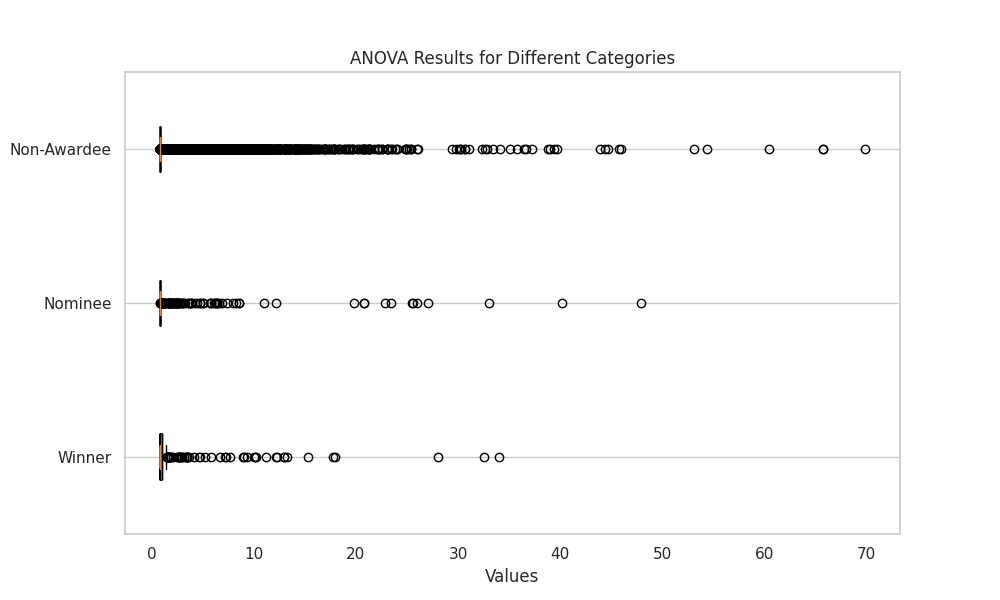 ANOVA Results for Different Categories
Non-Awardee
Nominee
Winner
0 10 20 30 40 50 60 70
Values